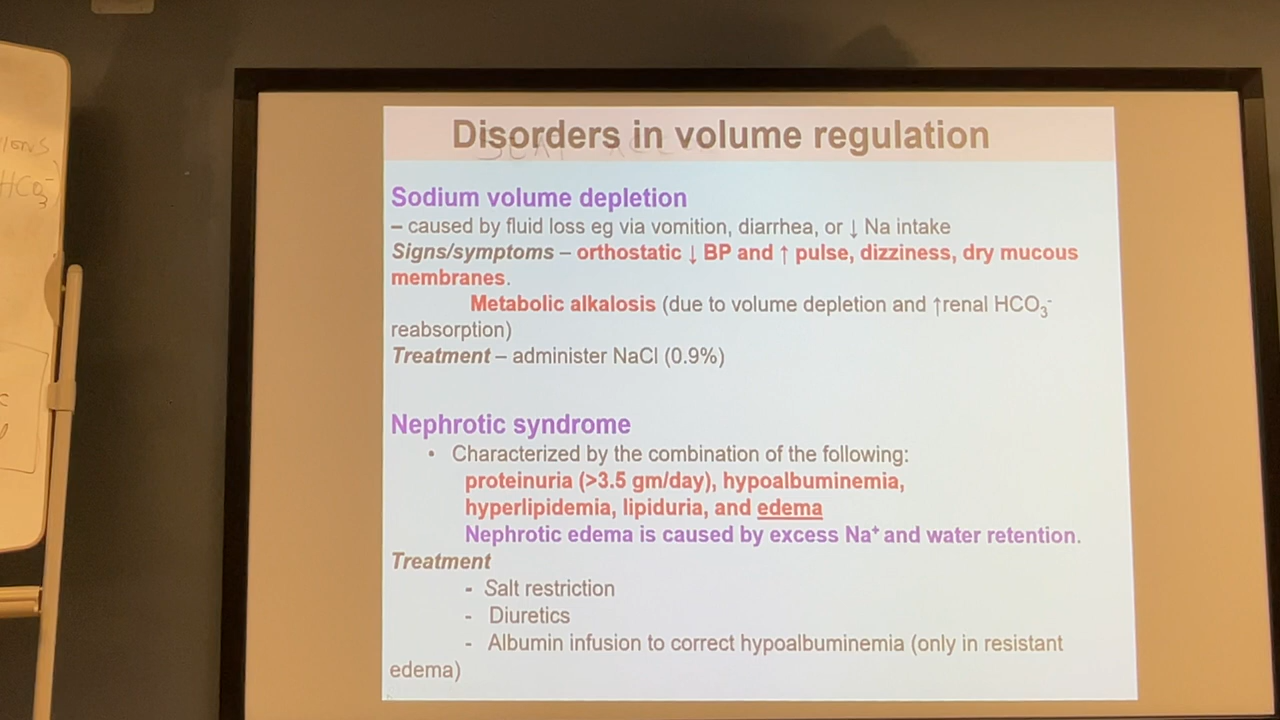 Disorders in volume regulation
Sodium volume depletion
– caused by fluid loss eg via vomition, diarrhea, or ↓ Na intake
Signs/symptoms – orthostatic ↓ BP and ↑ pulse, dizziness, dry mucous
membranes.
Metabolic alkalosis (due to volume depletion and ↑renal HCO₃⁻
reabsorption)
Treatment – administer NaCl (0.9%)
Nephrotic syndrome
• Characterized by the combination of the following:
proteinuria (>3.5 gm/day), hypoalbuminemia,
hyperlipidemia, lipiduria, and edema
Nephrotic edema is caused by excess Na⁺ and water retention.
Treatment
- Salt restriction
- Diuretics
- Albumin infusion to correct hypoalbuminemia (only in resistant
edema)
HCO₃⁻)